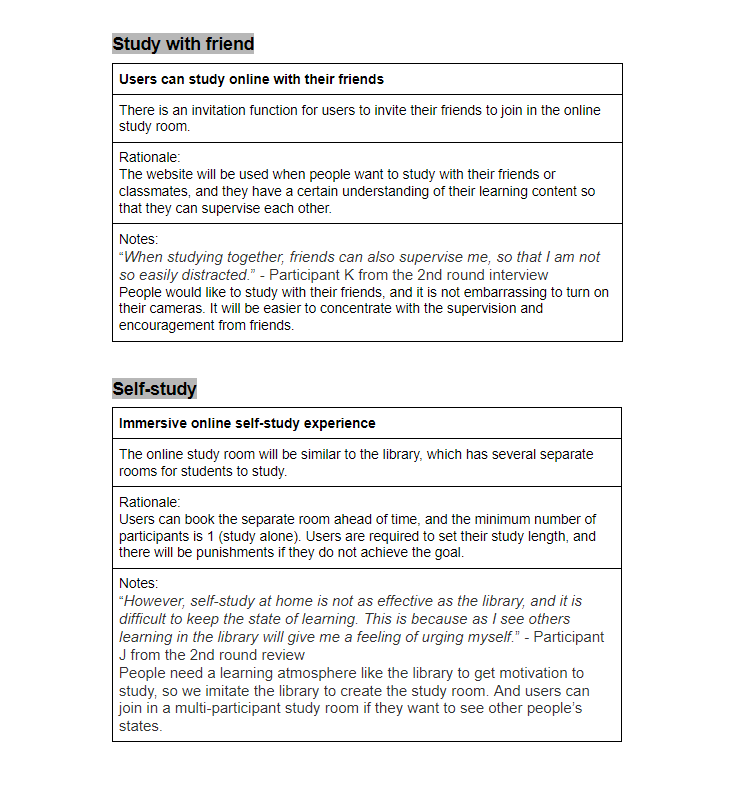 Study with friend
Users can study online with their friends
There is an invitation function for users to invite their friends to join in the online
study room.
Rationale:
The website will be used when people want to study with their friends or
classmates, and they have a certain understanding of their learning content so
that they can supervise each other.
Notes:
“When studying together, friends can also supervise me, so that I am not
so easily distracted.” - Participant K from the 2nd round interview
People would like to study with their friends, and it is not embarrassing to turn on
their cameras. It will be easier to concentrate with the supervision and
encouragement from friends.
Self-study
Immersive online self-study experience
The online study room will be similar to the library, which has several separate
rooms for students to study.
Rationale:
Users can book the separate room ahead of time, and the minimum number of
participants is 1 (study alone). Users are required to set their study length, and
there will be punishments if they do not achieve the goal.
Notes:
“However, self-study at home is not as effective as the library, and it is
difficult to keep the state of learning. This is because as I see others
learning in the library will give me a feeling of urging myself.” - Participant
J from the 2nd round review
People need a learning atmosphere like the library to get motivation to
study, so we imitate the library to create the study room. And users can
join in a multi-participant study room if they want to see other people’s
states.